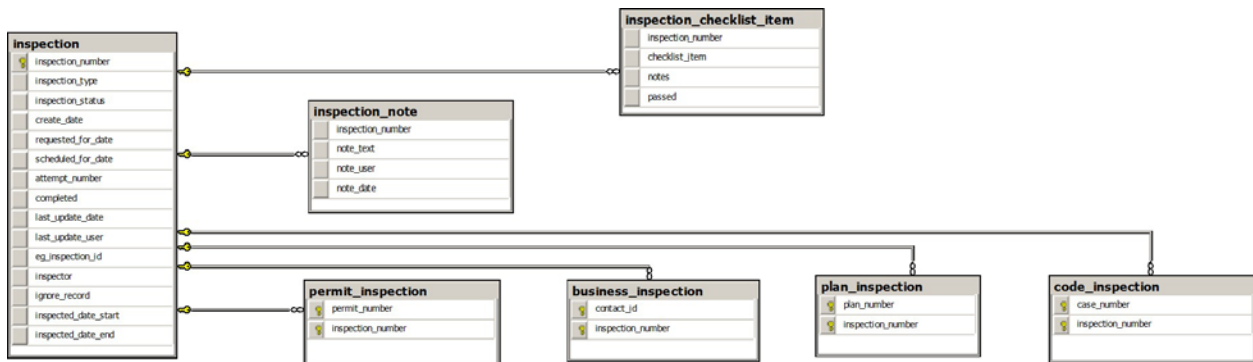 inspection
inspection_number
inspection_type
inspection_status
create_date
requested_for_date
scheduled_for_date
attempt_number
completed
last_update_date
last_update_user
eg_inspection_id
inspector
ignore_record
inspected_date_start
inspected_date_end
inspection_checklist_item
inspection_number
checklist_item
notes
passed
inspection_note
inspection_number
note_text
note_user
note_date
permit_inspection
permit_number
inspection_number
business_inspection
contact_id
inspection_number
plan_inspection
plan_number
inspection_number
code_inspection
case_number
inspection_number